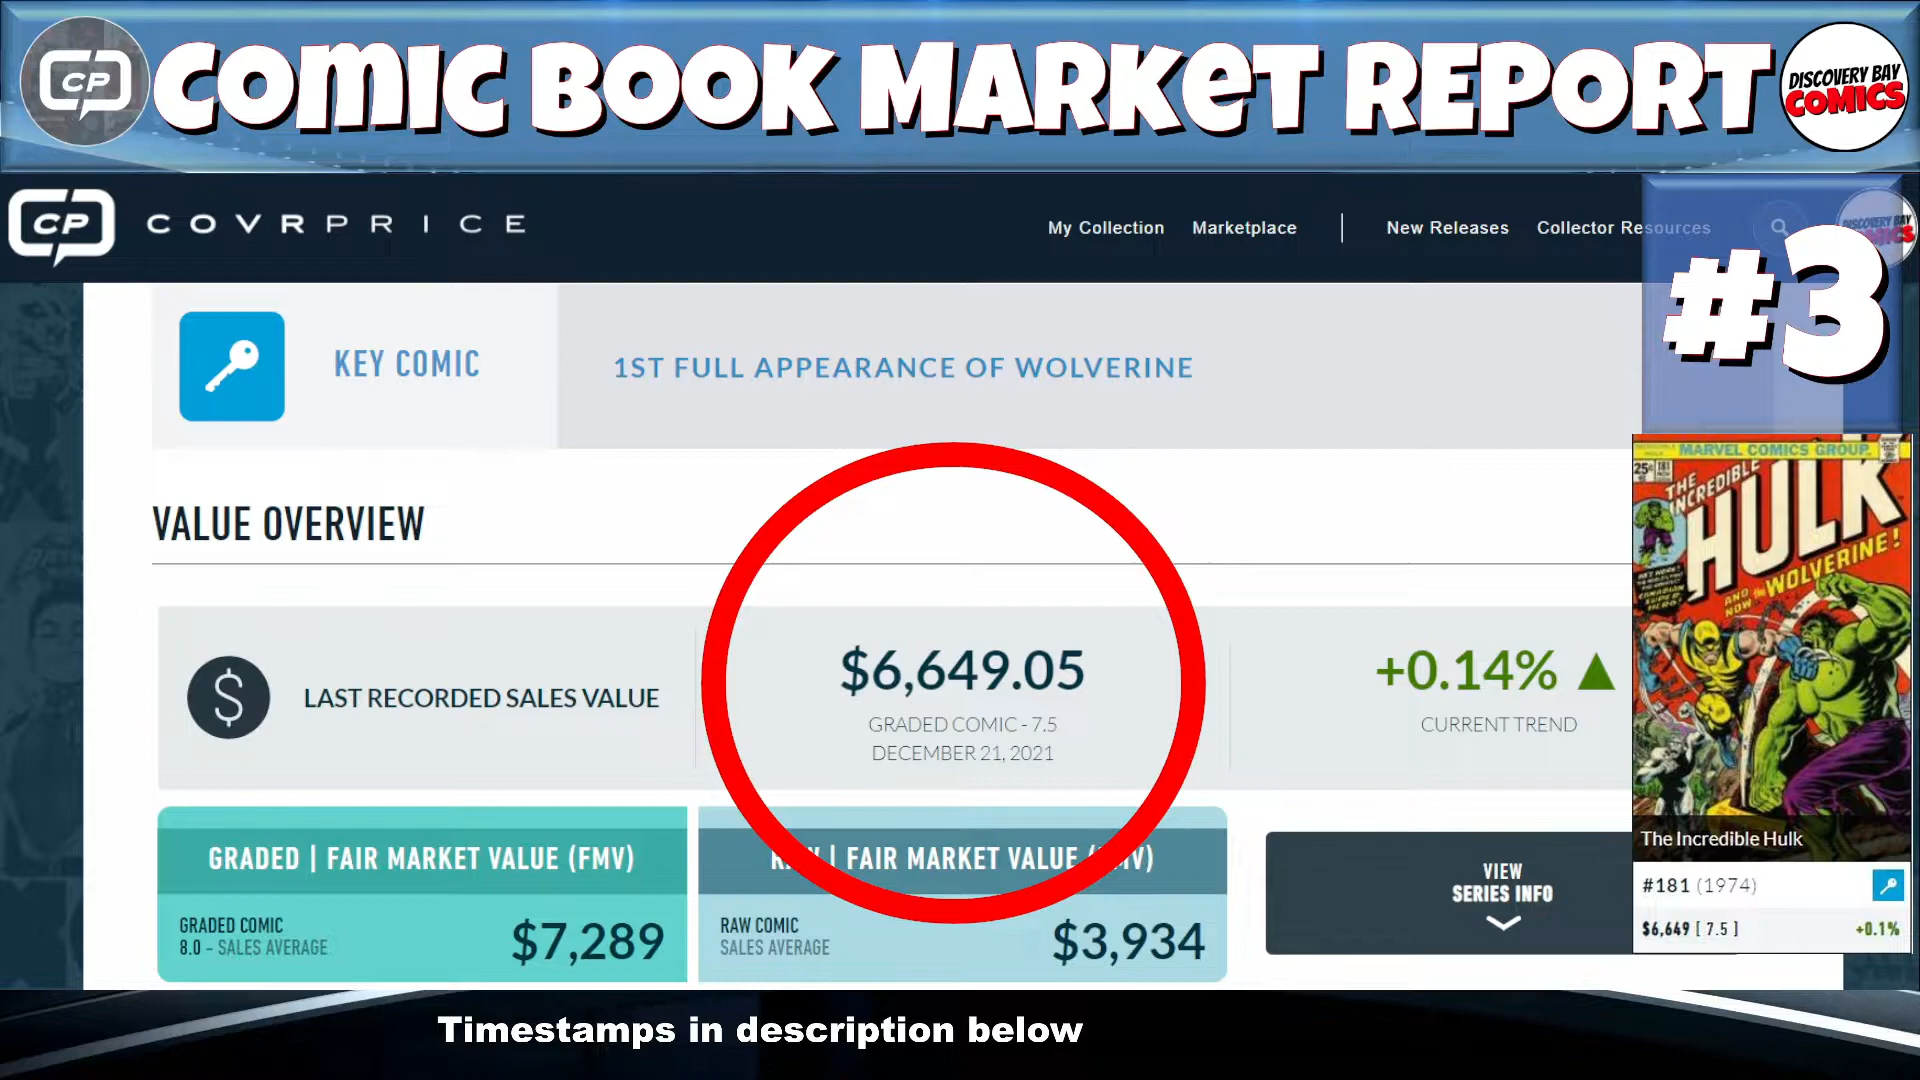 CP
COMIC BOOK MARKET REPORT
DISCOVERY BAY
COMICS
CP
COVRPRICE
My Collection
Marketplace
New Releases
Collector Resources
DISCOVERY BAY
COMICS
#3
KEY COMIC
1ST FULL APPEARANCE OF WOLVERINE
VALUE OVERVIEW
LAST RECORDED SALES VALUE
$
$6,649.05
GRADED COMIC - 7.5
DECEMBER 21, 2021
+0.14% ▲
CURRENT TREND
GRADED | FAIR MARKET VALUE (FMV)
GRADED COMIC
8.0 - SALES AVERAGE
$7,289
| FAIR MARKET VALUE
RAW COMIC
SALES AVERAGE
$3,934
VIEW
SERIES INFO
MARVEL COMICS GROUP.
25¢
181
THE
INCREDIBLE
HULK
AND
NOW...
THE
WOLVERINE!
The Incredible Hulk
#181 (1974)
$6,649 [ 7.5 ]
+0.1%
Timestamps in description below